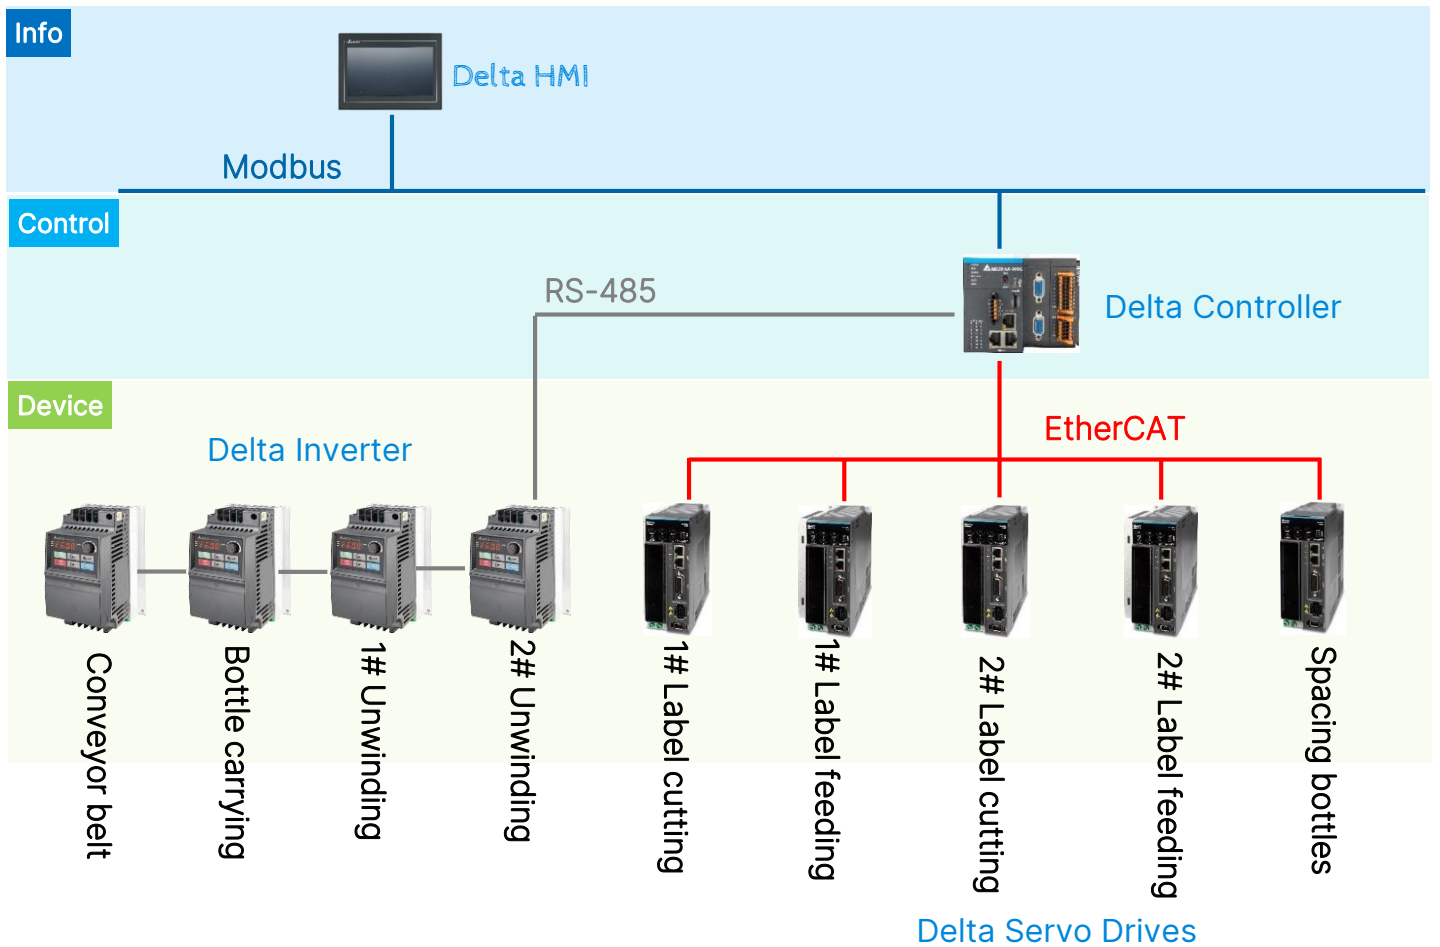 Info
Delta HMI
Modbus
Control
RS-485
Delta Controller
Device
EtherCAT
Delta Inverter
Conveyor belt
Bottle carrying
1# Unwinding
2# Unwinding
1# Label cutting
1# Label feeding
2# Label cutting
2# Label feeding
Spacing bottles
Delta Servo Drives